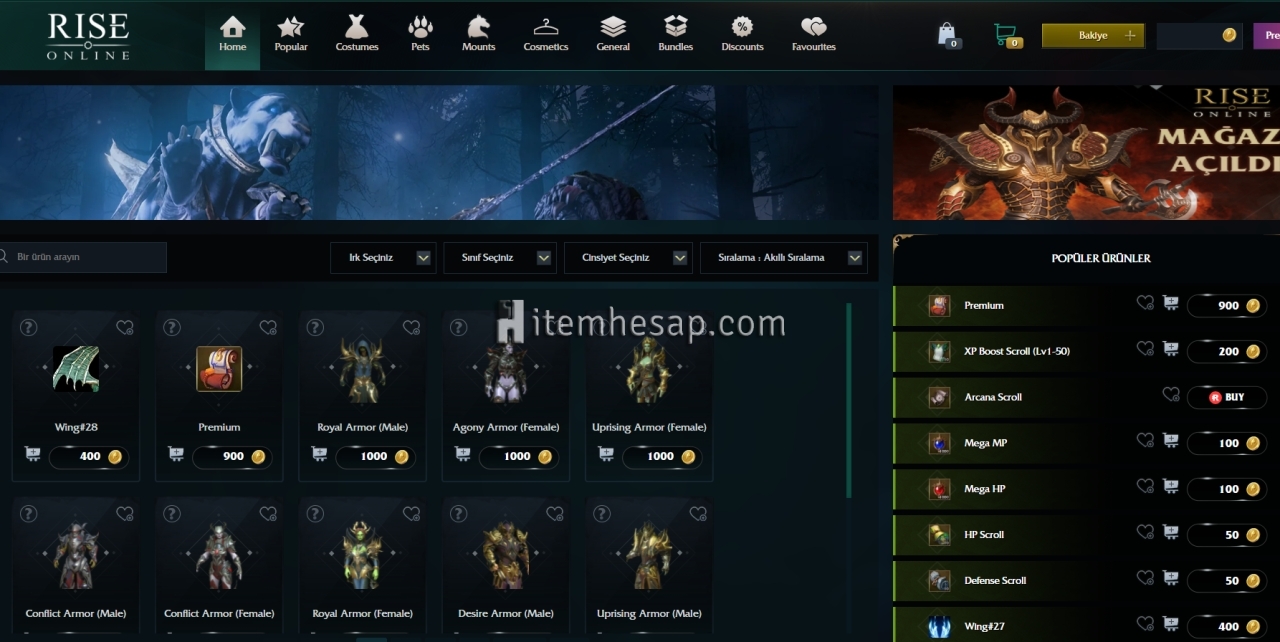 RISE
ONLINE
Home
Popular
Costumes
Pets
Mounts
Cosmetics
General
Bundles
Discounts
Favourites
0
0
Bakiye
Pre
RISE
ONLINE
MAĞAZ
AÇILDI
Bir ürün arayın
Irk Seçiniz
Sınıf Seçiniz
Cinsiyet Seçiniz
Sıralama : Akıllı Sıralama
itemhesap.com
Wing#28
400
Premium
900
Royal Armor (Male)
1000
Agony Armor (Female)
1000
Uprising Armor (Female)
1000
Conflict Armor (Male)
Conflict Armor (Female)
Royal Armor (Female)
Desire Armor (Male)
Uprising Armor (Male)
POPÜLER ÜRÜNLER
Premium
900
XP Boost Scroll (Lv1-50)
200
Arcana Scroll
R BUY
Mega MP
100
Mega HP
100
HP Scroll
50
Defense Scroll
50
Wing#27
400